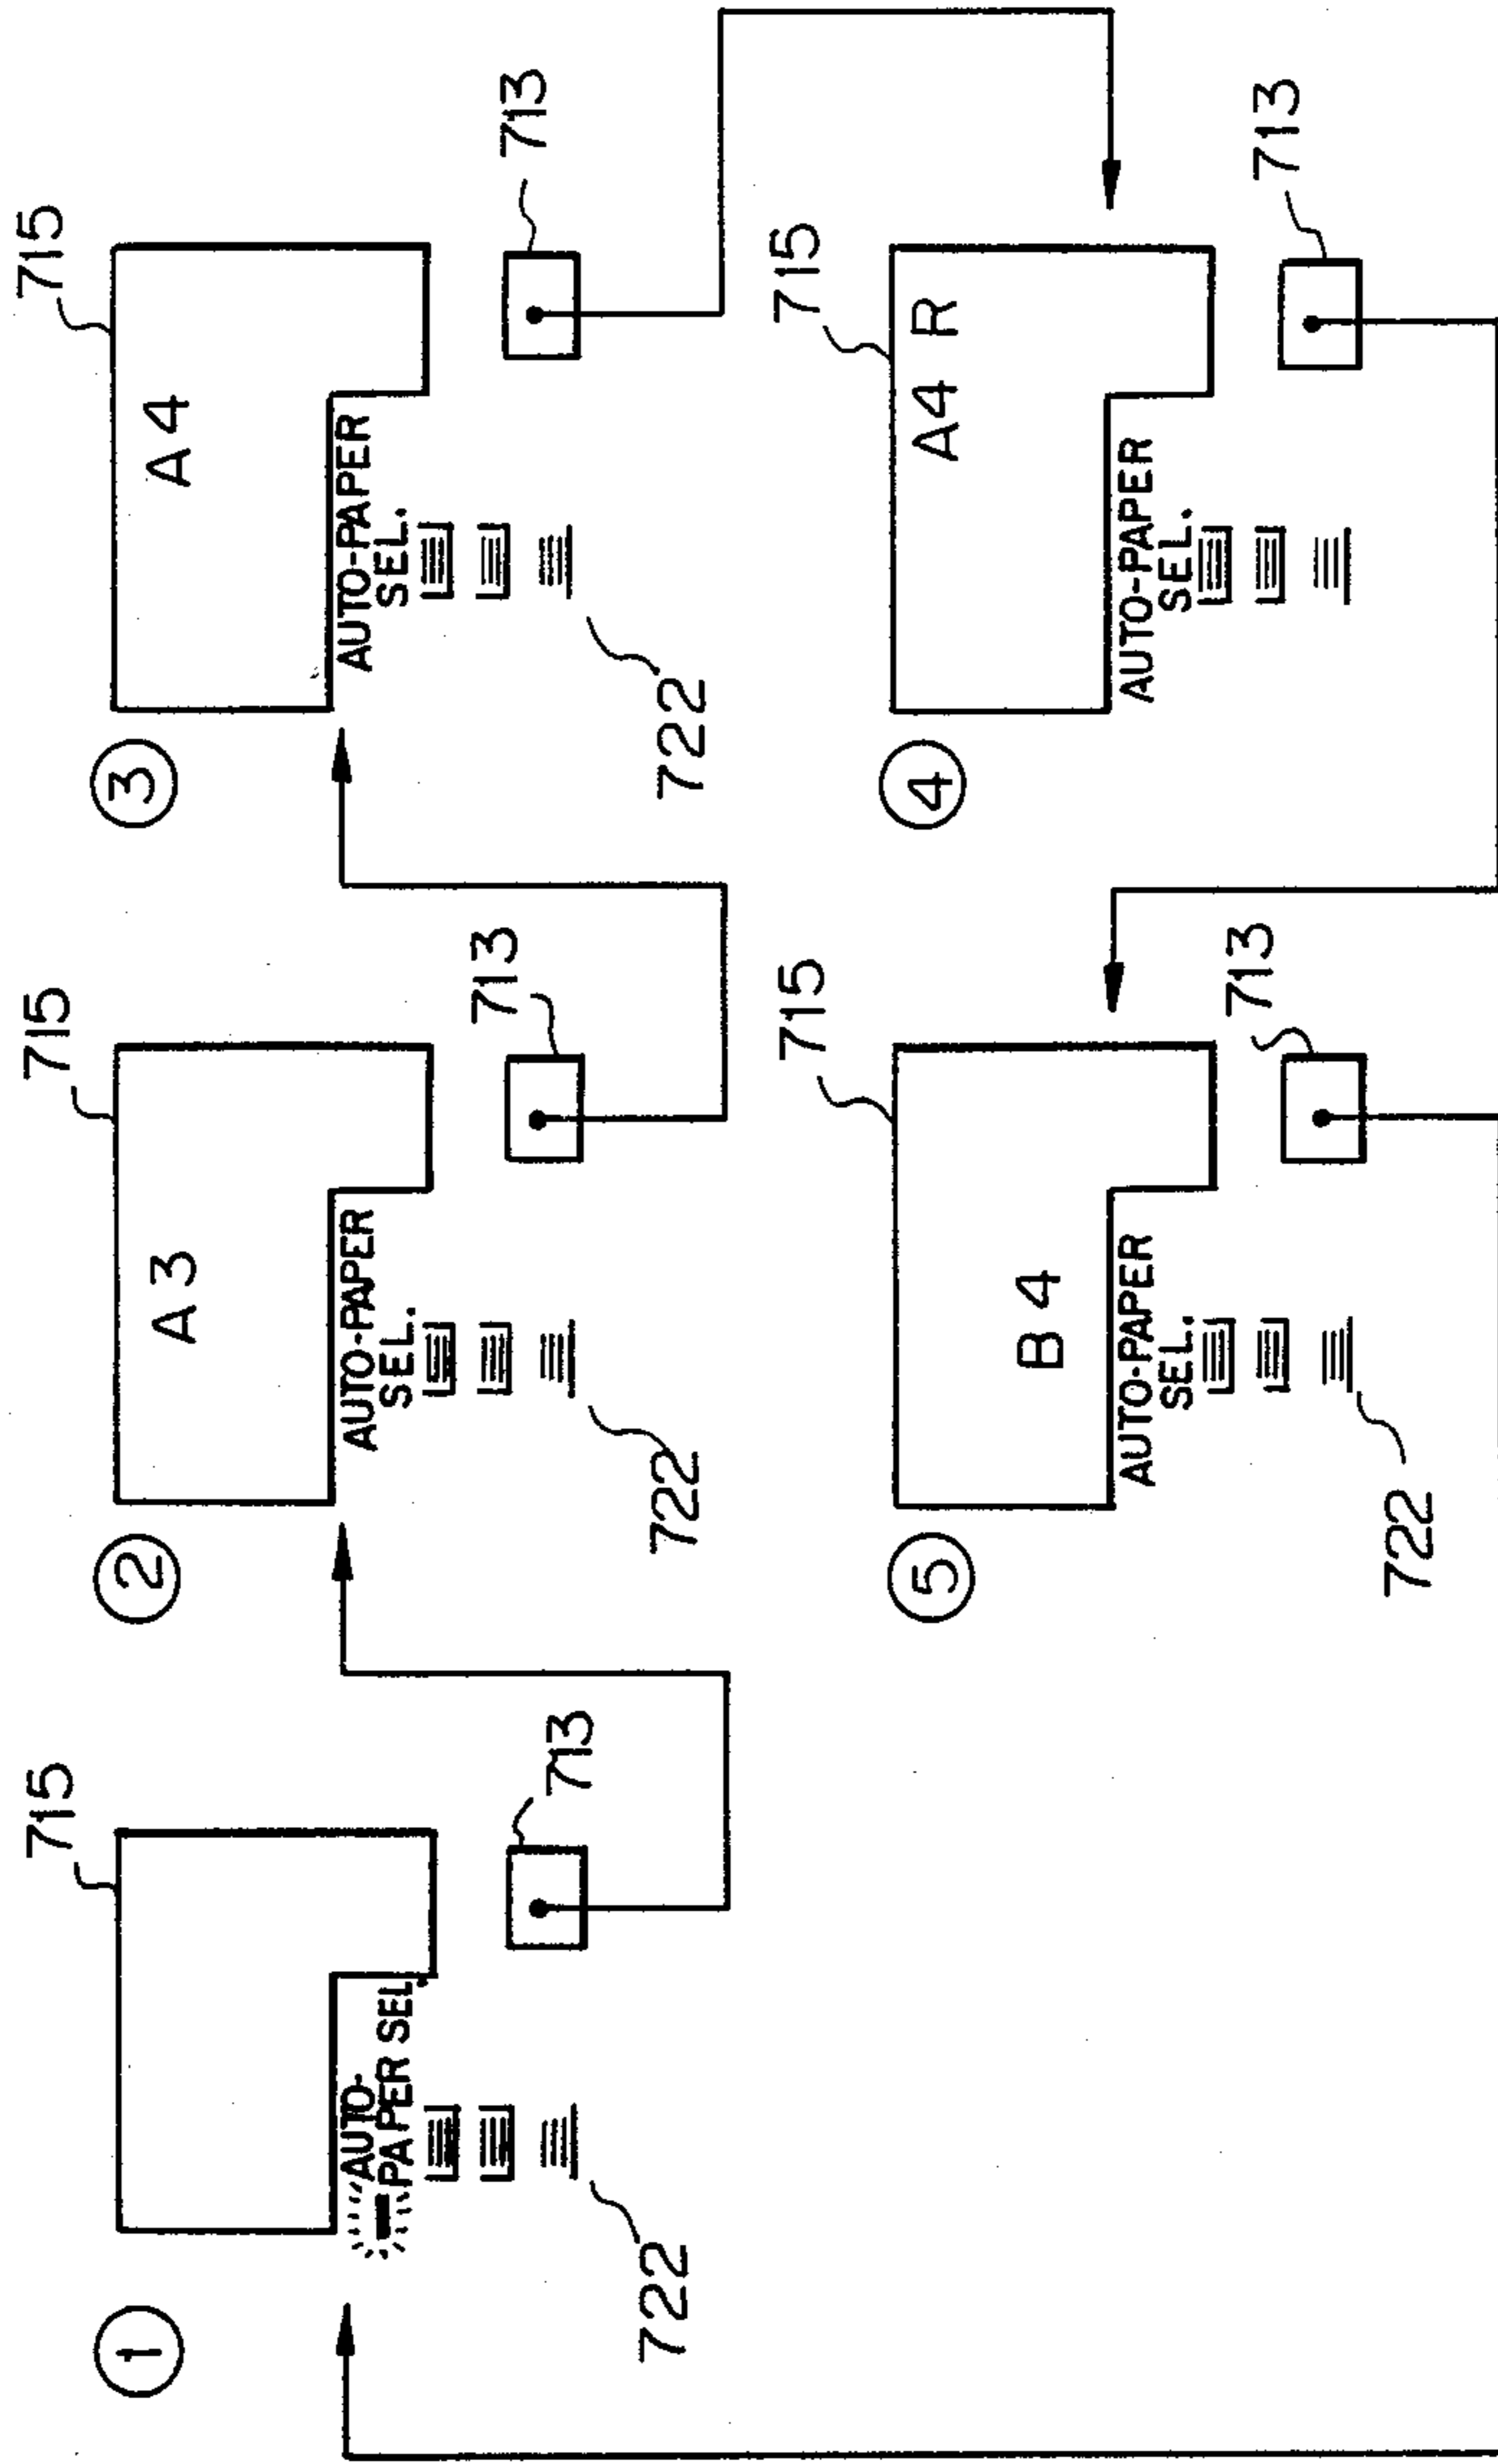 ①
715
AUTO-
PAPER SEL.
713
722
②
715
A3
AUTO-PAPER
SEL.
713
722
③
715
A4
AUTO-PAPER
SEL.
713
722
④
715
A4 R
AUTO-PAPER
SEL.
713
⑤
715
B4
AUTO-PAPER
SEL.
713
722